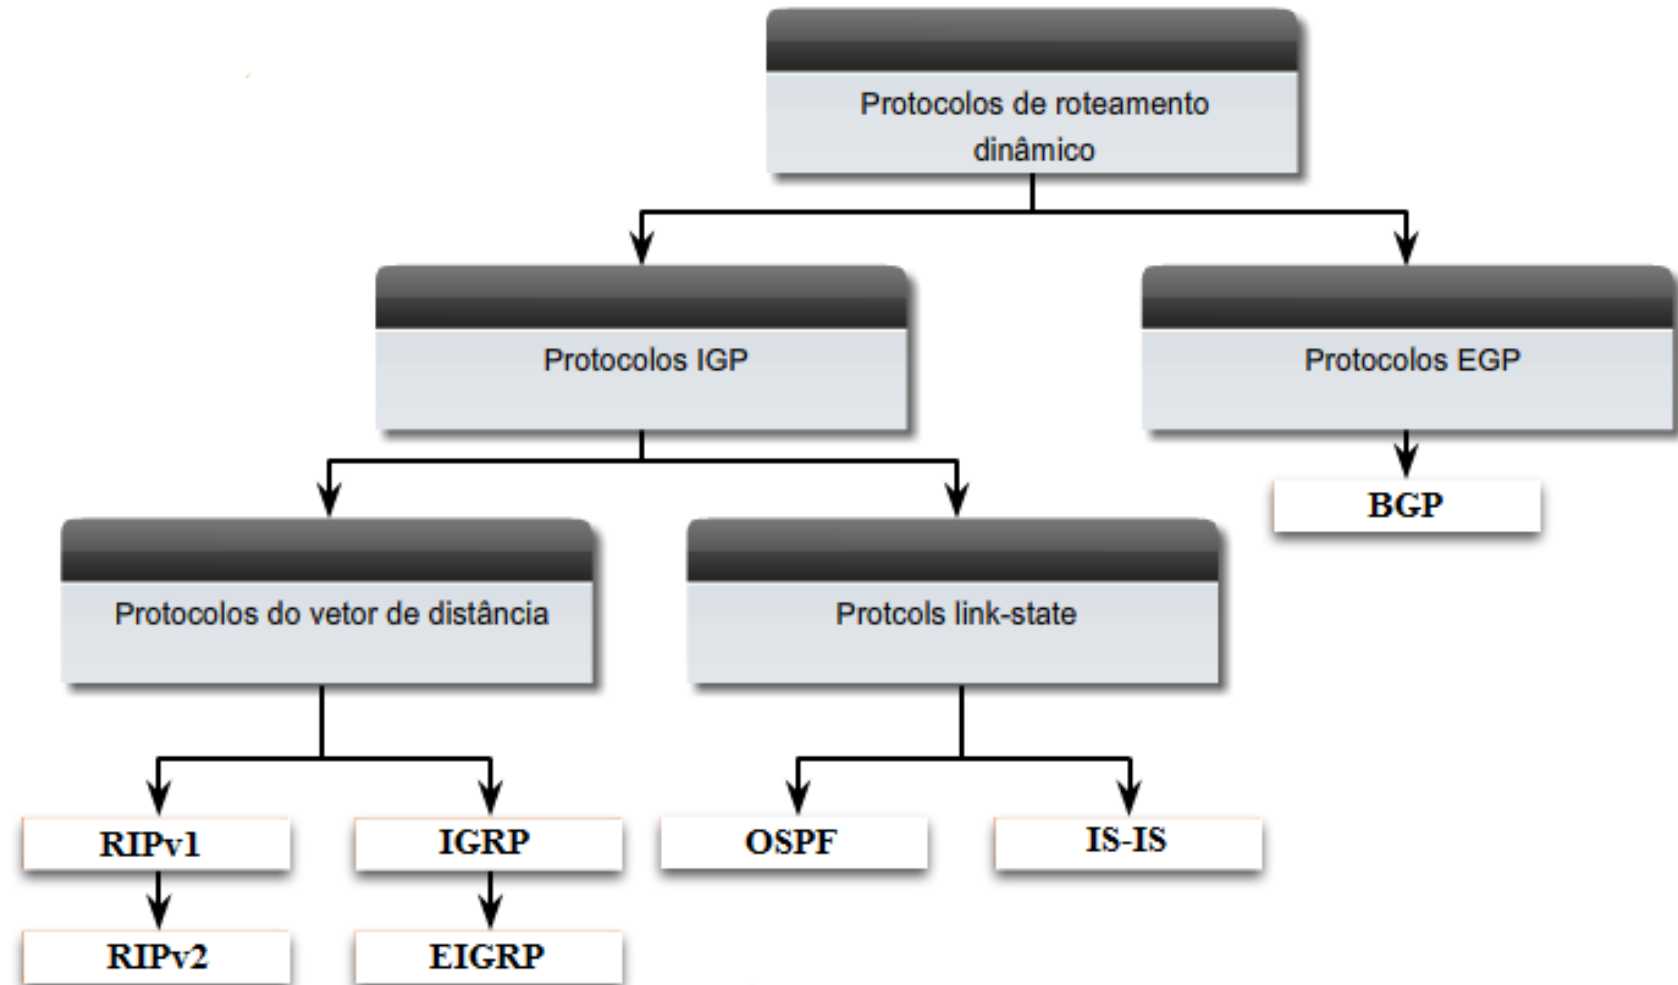 Protocolos de roteamento
dinâmico
Protocolos IGP
Protocolos EGP
BGP
Protocolos do vetor de distância
Protcols link-state
RIPv1
IGRP
OSPF
IS-IS
RIPv2
EIGRP